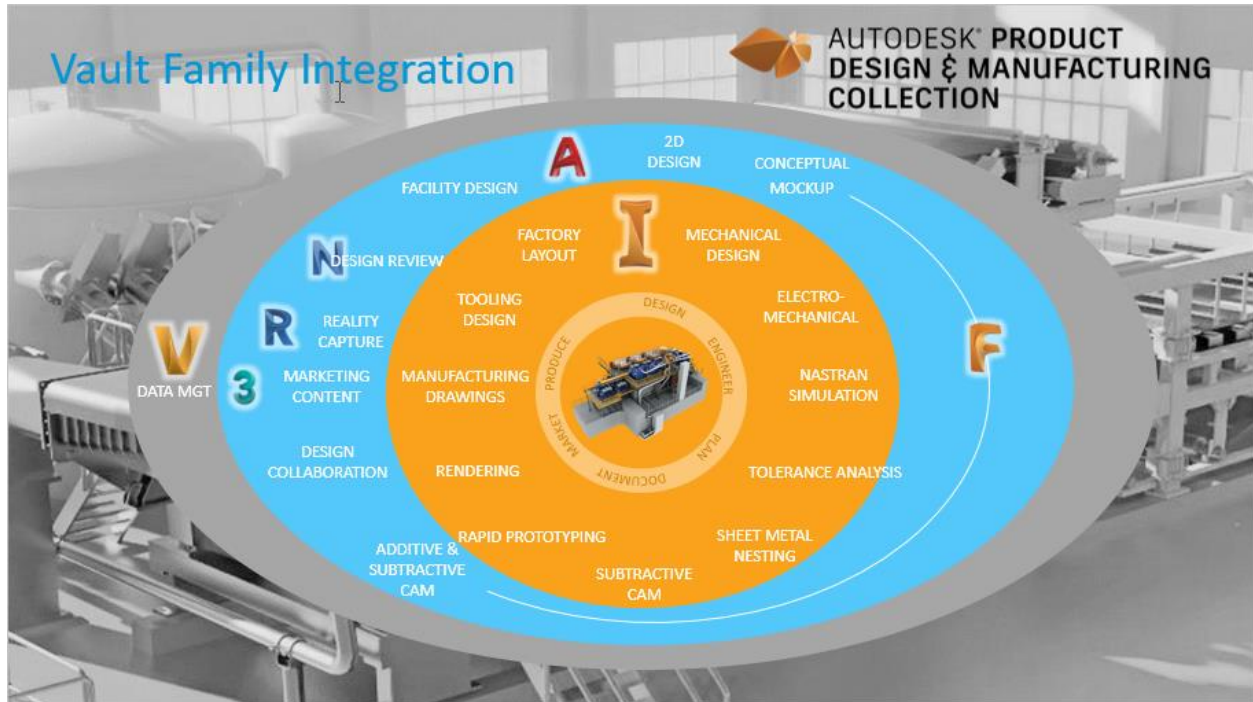 Vault Family Integration
AUTODESK® PRODUCT
DESIGN & MANUFACTURING
COLLECTION
A
2D
DESIGN
CONCEPTUAL
MOCKUP
FACILITY DESIGN
I
FACTORY
LAYOUT
MECHANICAL
DESIGN
N
DESIGN REVIEW
TOOLING
DESIGN
ELECTRO-
MECHANICAL
R
REALITY
CAPTURE
F
V
DATA MGT
3
MARKETING
CONTENT
MANUFACTURING
DRAWINGS
NASTRAN
SIMULATION
DESIGN
ENGINEER
PLAN
DOCUMENT
MARKET
PRODUCE
DESIGN
COLLABORATION
RENDERING
TOLERANCE ANALYSIS
RAPID PROTOTYPING
SHEET METAL
NESTING
ADDITIVE &
SUBTRACTIVE
CAM
SUBTRACTIVE
CAM